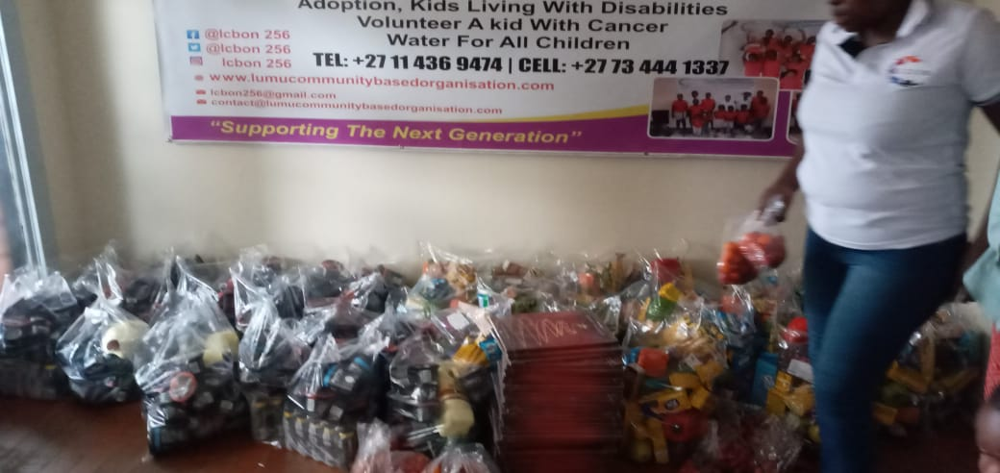 Adoption, Kids Living With Disabilities
Volunteer A kid With Cancer
Water For All Children
@lcbon 256
@lcbon 256
lcbon 256
TEL: +27 11 436 9474 | CELL: +27 73 444 1337
www.lumucommunitybasedorganisation.com
lcbon256@gmail.com
contact@lumucommunitybasedorganisation.com
"Supporting The Next Generation"